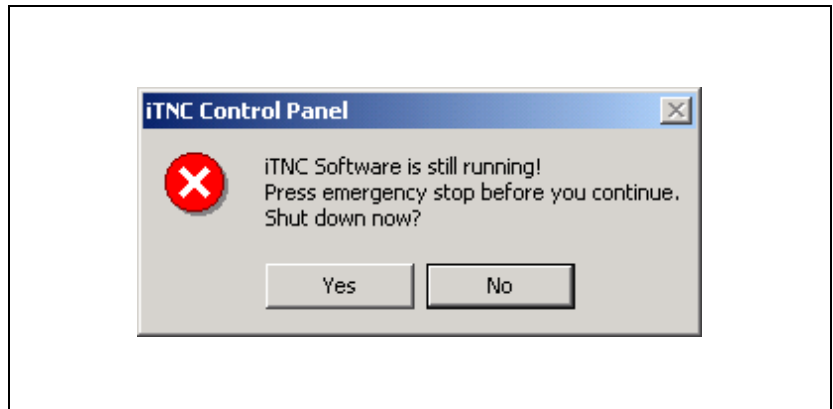 iTNC Control Panel
iTNC Software is still running!
Press emergency stop before you continue.
Shut down now?
Yes
No